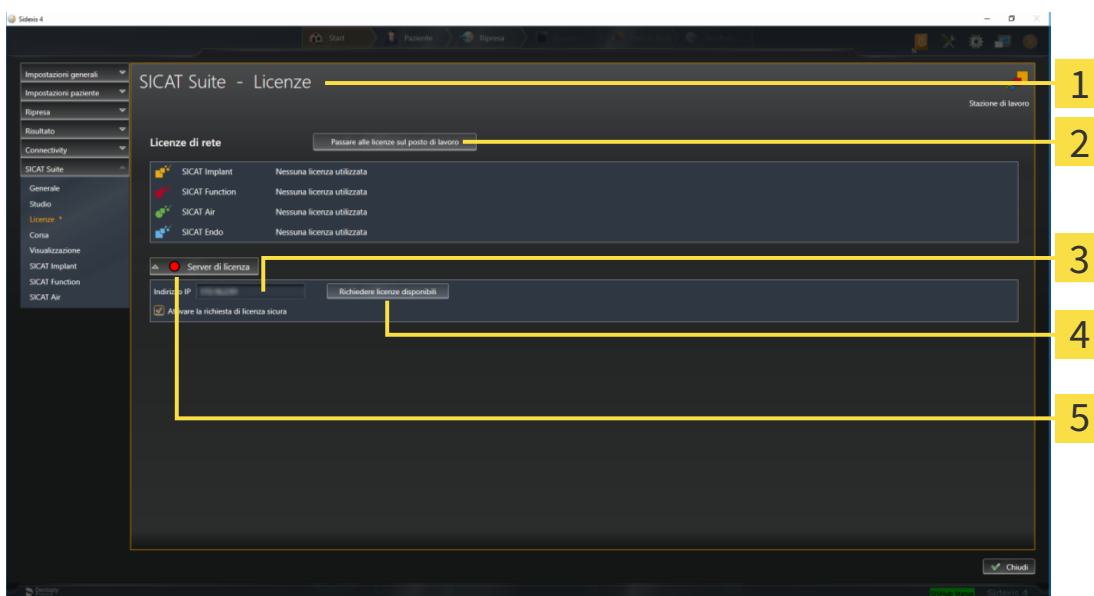 Sidexis 4
Start
Paziente
Ripresa
Impostazioni generali
Impostazioni paziente
Ripresa
Risultato
Connectivity
SICAT Suite
Generale
Studio
Licenze *
Corsa
Visualizzazione
SICAT Implant
SICAT Function
SICAT Air
SICAT Suite - Licenze
Stazione di lavoro
Licenze di rete
Passare alle licenze sul posto di lavoro
SICAT Implant Nessuna licenza utilizzata
SICAT Function Nessuna licenza utilizzata
SICAT Air Nessuna licenza utilizzata
SICAT Endo Nessuna licenza utilizzata
Server di licenza
Indirizzo IP
Richiedere licenze disponibili
Attivare la richiesta di licenza sicura
1
2
3
4
5
Chiudi
Dentsply
Sidexis 4